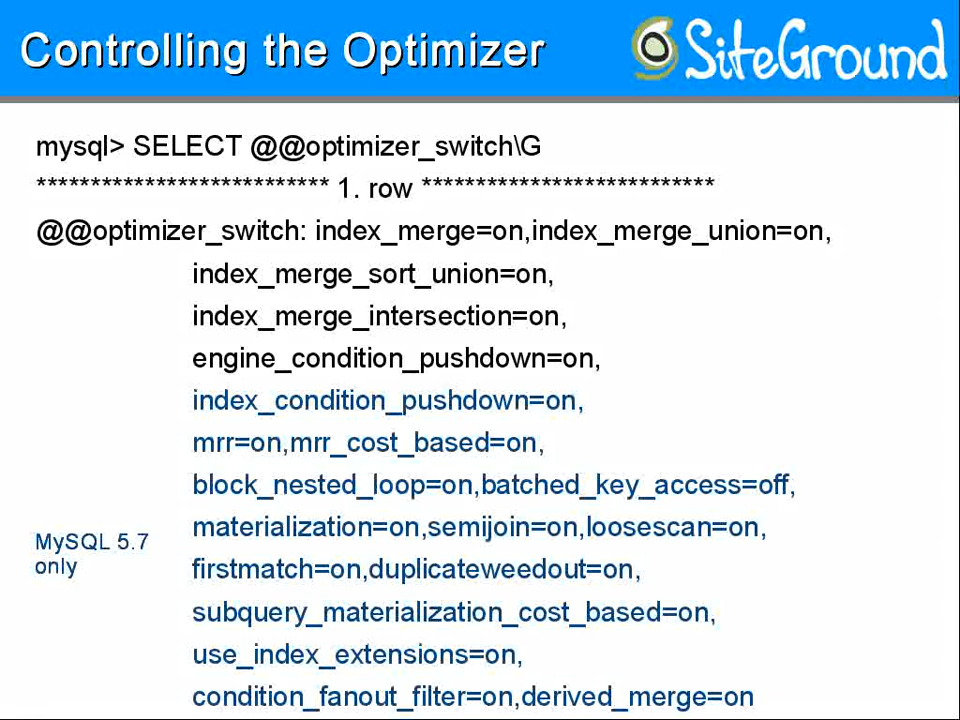 Controlling the Optimizer
SiteGround
mysql> SELECT @@optimizer_switch\G
*************************** 1. row ***************************
@@optimizer_switch: index_merge=on,index_merge_union=on,
index_merge_sort_union=on,
index_merge_intersection=on,
engine_condition_pushdown=on,
index_condition_pushdown=on,
mrr=on,mrr_cost_based=on,
block_nested_loop=on,batched_key_access=off,
materialization=on,semijoin=on,loosescan=on,
MySQL 5.7
only
firstmatch=on,duplicateweedout=on,
subquery_materialization_cost_based=on,
use_index_extensions=on,
condition_fanout_filter=on,derived_merge=on